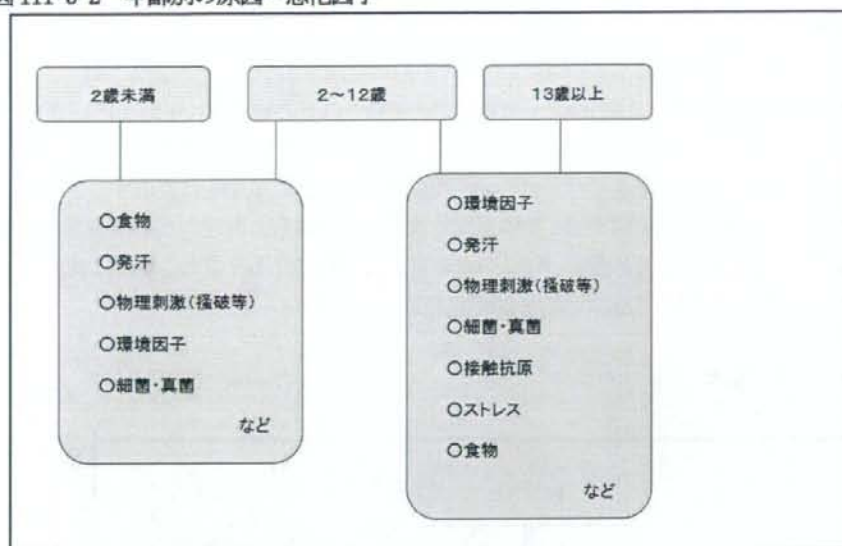 2歳未満
2～12歳
13歳以上
○食物
○発汗
○物理刺激(掻破等)
○環境因子
○細菌・真菌
など
○環境因子
○発汗
○物理刺激(掻破等)
○細菌・真菌
○接触抗原
○ストレス
○食物
など